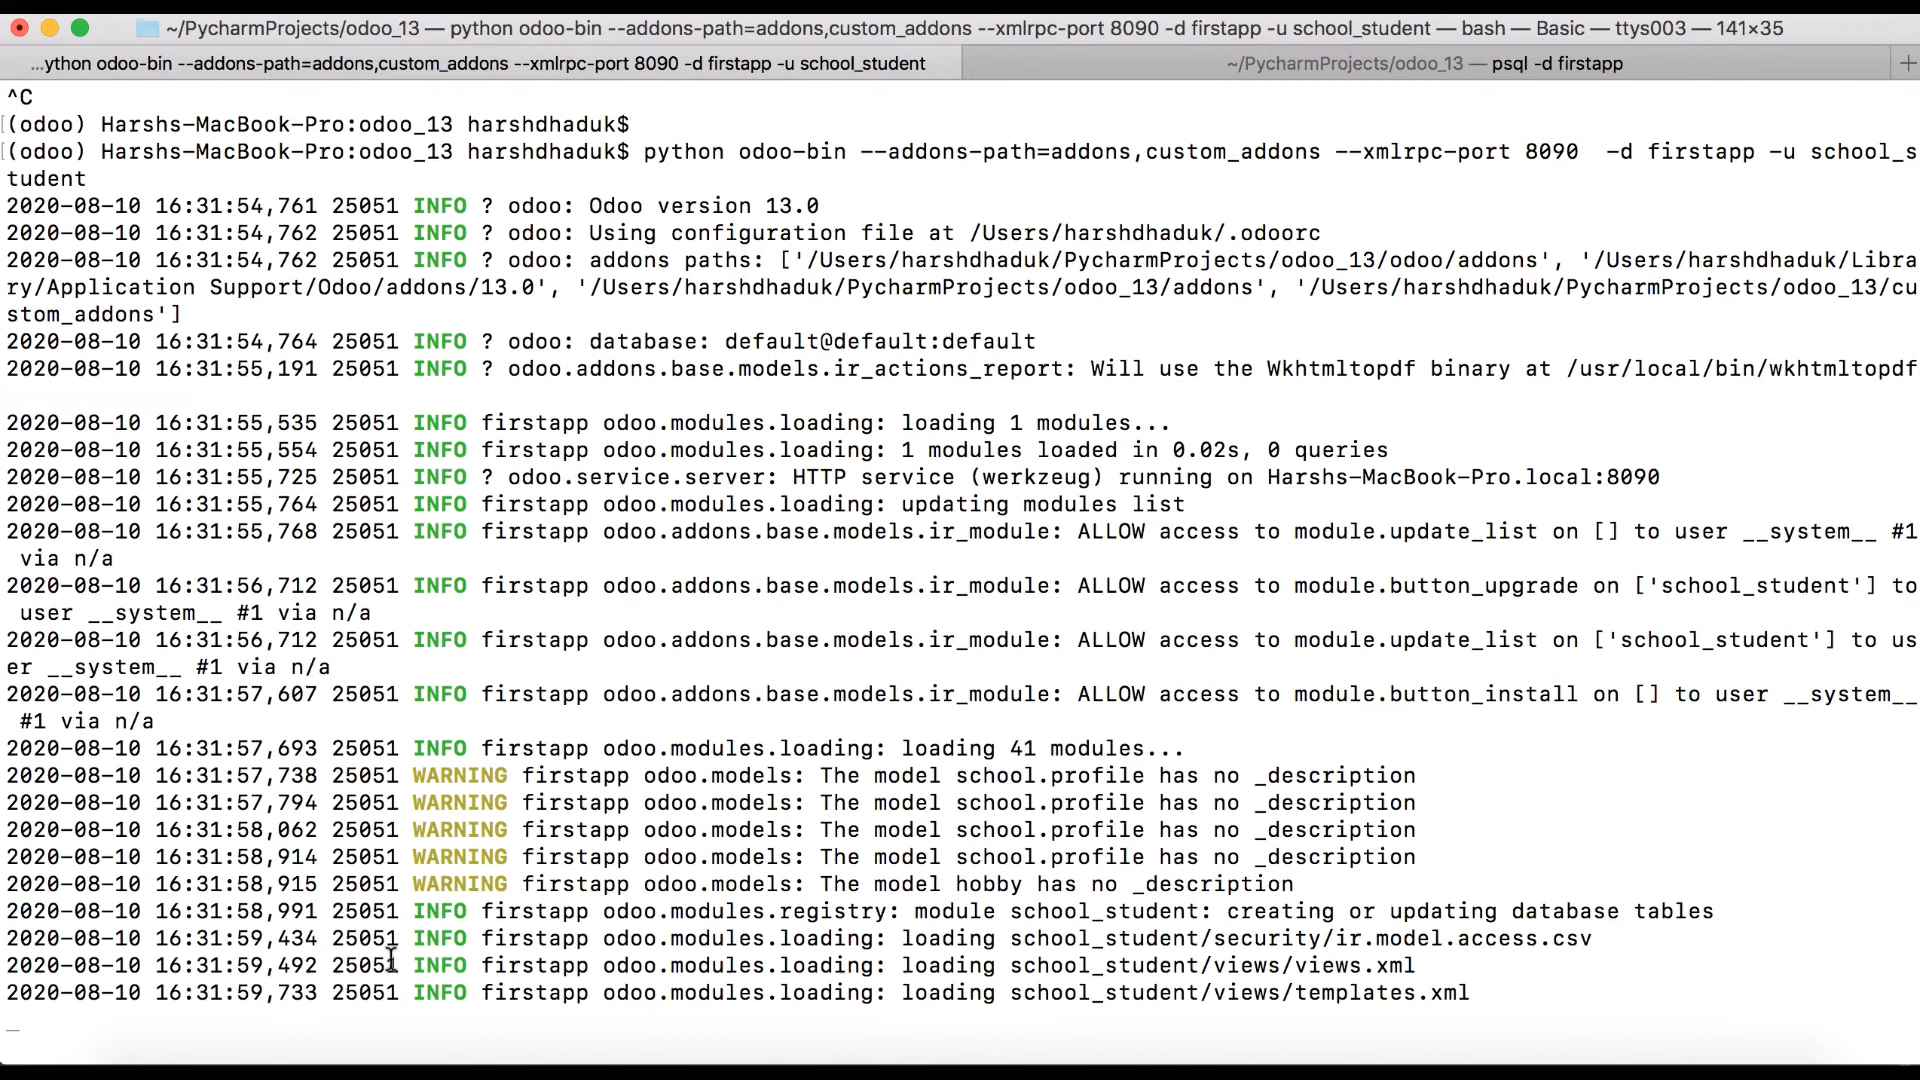 ~/PycharmProjects/odoo_13 — python odoo-bin --addons-path=addons,custom_addons --xmlrpc-port 8090 -d firstapp -u school_student — bash — Basic — ttys003 — 141×35
...ython odoo-bin --addons-path=addons,custom_addons --xmlrpc-port 8090 -d firstapp -u school_student
~/PycharmProjects/odoo_13 — psql -d firstapp
^C
[(odoo) Harshs-MacBook-Pro:odoo_13 harshdhaduk$
[(odoo) Harshs-MacBook-Pro:odoo_13 harshdhaduk$ python odoo-bin --addons-path=addons,custom_addons --xmlrpc-port 8090  -d firstapp -u school_s
tudent
2020-08-10 16:31:54,761 25051 INFO ? odoo: Odoo version 13.0
2020-08-10 16:31:54,762 25051 INFO ? odoo: Using configuration file at /Users/harshdhaduk/.odoorc
2020-08-10 16:31:54,762 25051 INFO ? odoo: addons paths: ['/Users/harshdhaduk/PycharmProjects/odoo_13/odoo/addons', '/Users/harshdhaduk/Libra
ry/Application Support/Odoo/addons/13.0', '/Users/harshdhaduk/PycharmProjects/odoo_13/addons', '/Users/harshdhaduk/PycharmProjects/odoo_13/cu
stom_addons']
2020-08-10 16:31:54,764 25051 INFO ? odoo: database: default@default:default
2020-08-10 16:31:55,191 25051 INFO ? odoo.addons.base.models.ir_actions_report: Will use the Wkhtmltopdf binary at /usr/local/bin/wkhtmltopdf
2020-08-10 16:31:55,535 25051 INFO firstapp odoo.modules.loading: loading 1 modules...
2020-08-10 16:31:55,554 25051 INFO firstapp odoo.modules.loading: 1 modules loaded in 0.02s, 0 queries
2020-08-10 16:31:55,725 25051 INFO ? odoo.service.server: HTTP service (werkzeug) running on Harshs-MacBook-Pro.local:8090
2020-08-10 16:31:55,764 25051 INFO firstapp odoo.modules.loading: updating modules list
2020-08-10 16:31:55,768 25051 INFO firstapp odoo.addons.base.models.ir_module: ALLOW access to module.update_list on [] to user __system__ #1
via n/a
2020-08-10 16:31:56,712 25051 INFO firstapp odoo.addons.base.models.ir_module: ALLOW access to module.button_upgrade on ['school_student'] to
user __system__ #1 via n/a
2020-08-10 16:31:56,712 25051 INFO firstapp odoo.addons.base.models.ir_module: ALLOW access to module.update_list on ['school_student'] to us
er __system__ #1 via n/a
2020-08-10 16:31:57,607 25051 INFO firstapp odoo.addons.base.models.ir_module: ALLOW access to module.button_install on [] to user __system__
#1 via n/a
2020-08-10 16:31:57,693 25051 INFO firstapp odoo.modules.loading: loading 41 modules...
2020-08-10 16:31:57,738 25051 WARNING firstapp odoo.models: The model school.profile has no _description
2020-08-10 16:31:57,794 25051 WARNING firstapp odoo.models: The model school.profile has no _description
2020-08-10 16:31:58,062 25051 WARNING firstapp odoo.models: The model school.profile has no _description
2020-08-10 16:31:58,914 25051 WARNING firstapp odoo.models: The model school.profile has no _description
2020-08-10 16:31:58,915 25051 WARNING firstapp odoo.models: The model hobby has no _description
2020-08-10 16:31:58,991 25051 INFO firstapp odoo.modules.registry: module school_student: creating or updating database tables
2020-08-10 16:31:59,434 25051 INFO firstapp odoo.modules.loading: loading school_student/security/ir.model.access.csv
2020-08-10 16:31:59,492 25051 INFO firstapp odoo.modules.loading: loading school_student/views/views.xml
2020-08-10 16:31:59,733 25051 INFO firstapp odoo.modules.loading: loading school_student/views/templates.xml